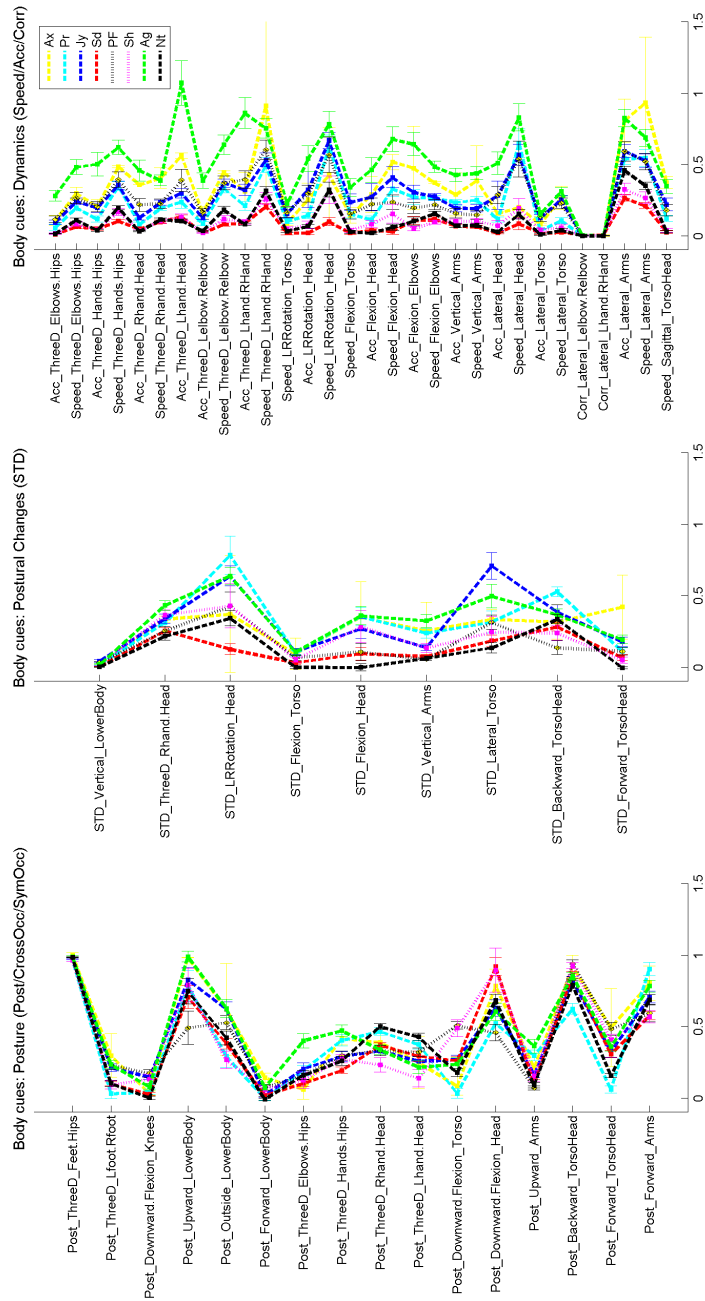 Body cues: Dynamics (Speed/Acc/Corr)
1.5
1
0.5
0
Ax
Pr
Jy
Sd
PF
Sh
Ag
Nt
Acc_ThreeD_Elbows.Hips
Speed_ThreeD_Elbows.Hips
Acc_ThreeD_Hands.Hips
Speed_ThreeD_Hands.Hips
Acc_ThreeD_Rhand.Head
Speed_ThreeD_Rhand.Head
Acc_ThreeD_Lhand.Head
Acc_ThreeD_Lelbow.Relbow
Speed_ThreeD_Lelbow.Relbow
Acc_ThreeD_Lhand.RHand
Speed_ThreeD_Lhand.RHand
Speed_LRRotation_Torso
Acc_LRRotation_Head
Speed_LRRotation_Head
Speed_Flexion_Torso
Acc_Flexion_Head
Speed_Flexion_Head
Acc_Flexion_Elbows
Speed_Flexion_Elbows
Acc_Vertical_Arms
Speed_Vertical_Arms
Acc_Lateral_Head
Speed_Lateral_Head
Acc_Lateral_Torso
Speed_Lateral_Torso
Corr_Lateral_Lelbow.Relbow
Corr_Lateral_Lhand.RHand
Acc_Lateral_Arms
Speed_Lateral_Arms
Speed_Sagittal_TorsoHead
Body cues: Postural Changes (STD)
1.5
1
0.5
0
STD_Vertical_LowerBody
STD_ThreeD_Rhand.Head
STD_LRRotation_Head
STD_Flexion_Torso
STD_Flexion_Head
STD_Vertical_Arms
STD_Lateral_Torso
STD_Backward_TorsoHead
STD_Forward_TorsoHead
Body cues: Posture (Post/CrossOcc/SymOcc)
1.5
1
0.5
0
Post_ThreeD_Feet.Hips
Post_ThreeD_Lfoot.Rfoot
Post_Downward.Flexion_Knees
Post_Upward_LowerBody
Post_Outside_LowerBody
Post_Forward_LowerBody
Post_ThreeD_Elbows.Hips
Post_ThreeD_Hands.Hips
Post_ThreeD_Rhand.Head
Post_ThreeD_Lhand.Head
Post_Downward.Flexion_Torso
Post_Downward.Flexion_Head
Post_Upward_Arms
Post_Backward_TorsoHead
Post_Forward_TorsoHead
Post_Forward_Arms